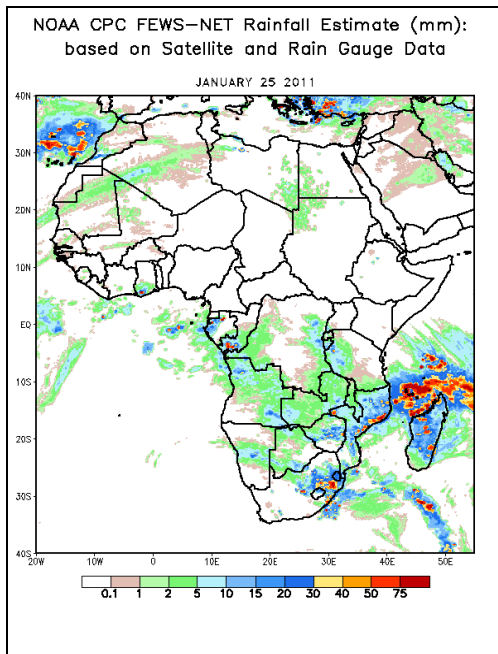 NOAA CPC FEWS-NET Rainfall Estimate (mm):
based on Satellite and Rain Gauge Data
JANUARY 25 2011
40N
30N
20N
10N
EQ
10S
20S
30S
40S
20W 10W 0 10E 20E 30E 40E 50E
0.1 1 2 5 10 15 20 30 40 50 75